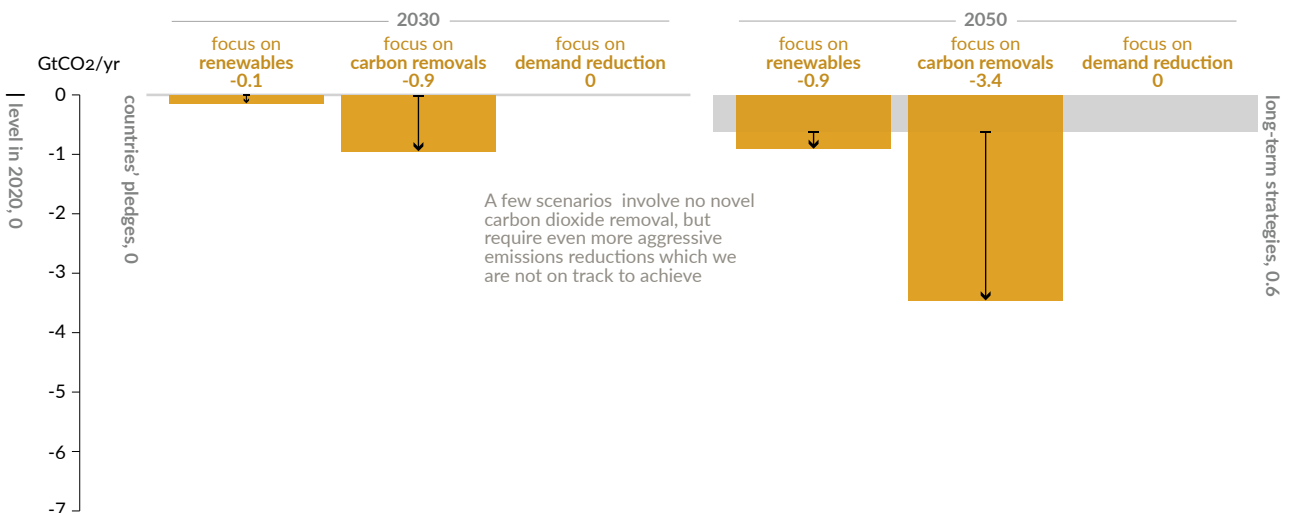 2030
2050
focus on
renewables
-0.1
focus on
carbon removals
-0.9
focus on
demand reduction
0
focus on
renewables
-0.9
focus on
carbon removals
-3.4
focus on
demand reduction
0
GtCO2/yr
0
-1
-2
-3
-4
-5
-6
-7
level in 2020, 0
countries' pledges, 0
A few scenarios  involve no novel
carbon dioxide removal, but
require even more aggressive
emissions reductions which we
are not on track to achieve
long-term strategies, 0.6